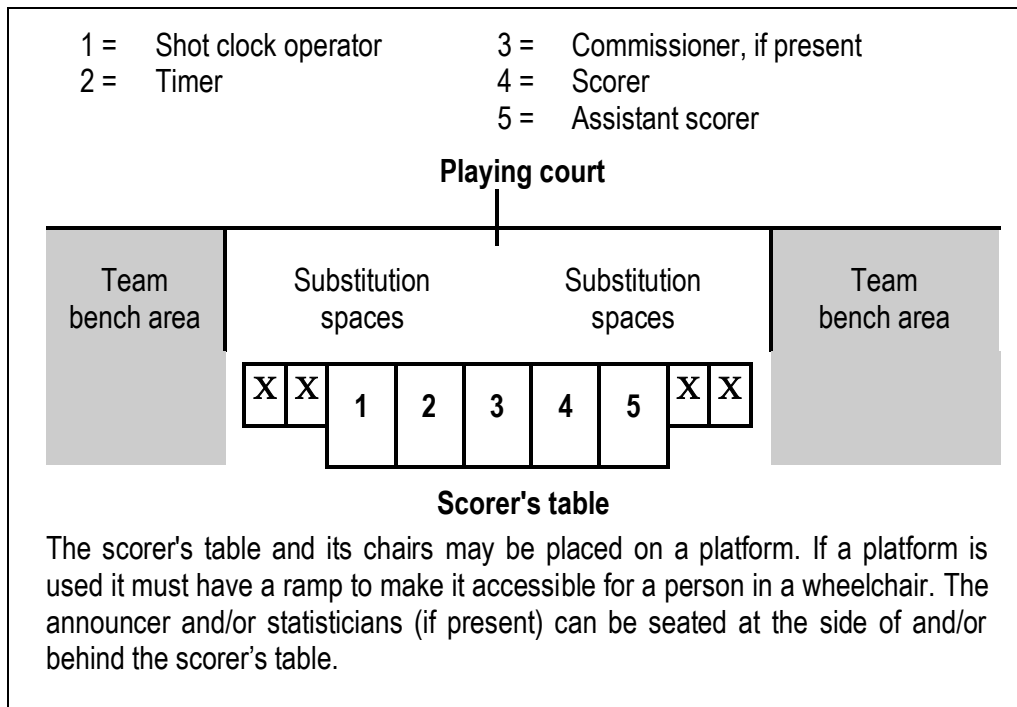 1 = Shot clock operator 3 = Commissioner, if present
2 = Timer 4 = Scorer
5 = Assistant scorer
Playing court
Team Substitution Substitution Team
bench area spaces spaces bench area
X X 1 2 3 4 5 X X
Scorer's table
The scorer's table and its chairs may be placed on a platform. If a platform is
used it must have a ramp to make it accessible for a person in a wheelchair. The
announcer and/or statisticians (if present) can be seated at the side of and/or
behind the scorer’s table.